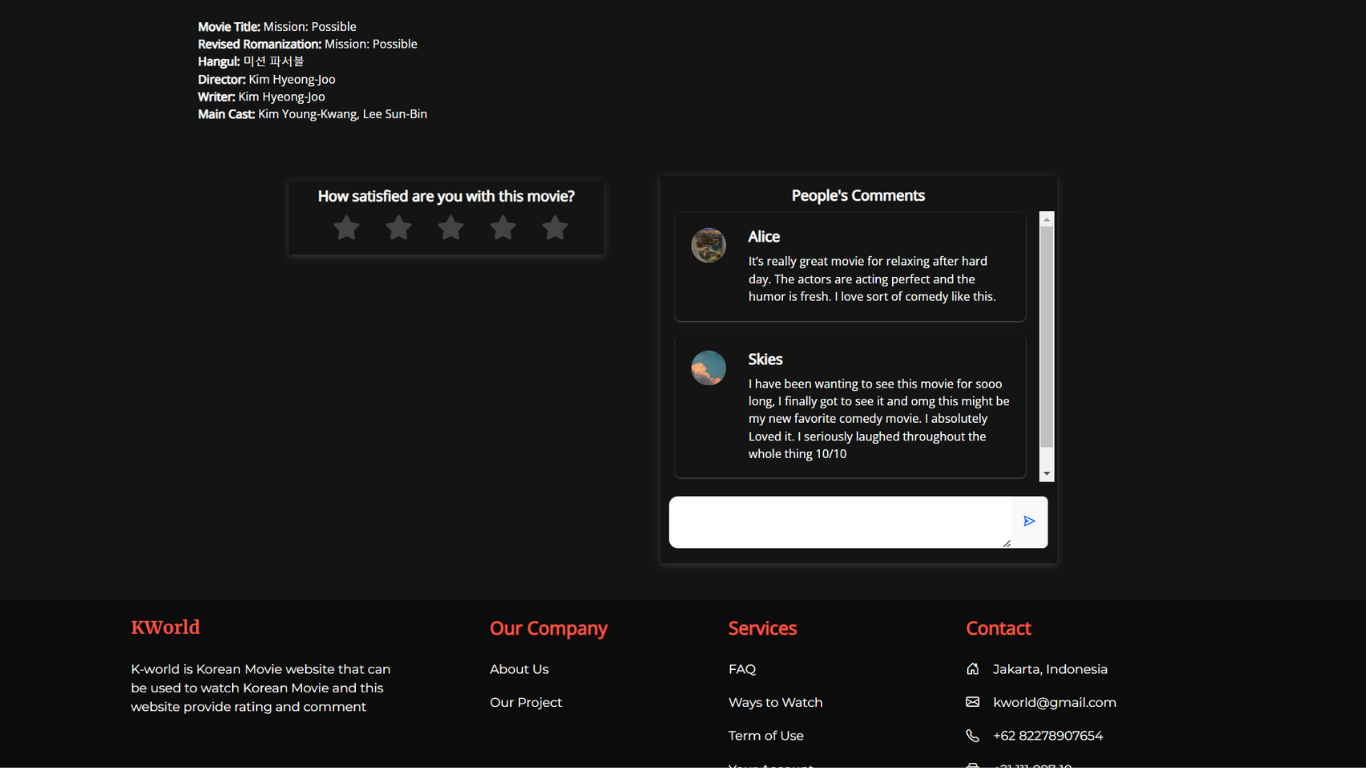 Movie Title: Mission: Possible
Revised Romanization: Mission: Possible
Hangul: 미션 파서블
Director: Kim Hyeong-Joo
Writer: Kim Hyeong-Joo
Main Cast: Kim Young-Kwang, Lee Sun-Bin
How satisfied are you with this movie?
People's Comments
Alice
It's really great movie for relaxing after hard
day. The actors are acting perfect and the
humor is fresh. I love sort of comedy like this.
Skies
I have been wanting to see this movie for sooo
long, I finally got to see it and omg this might be
my new favorite comedy movie. I absolutely
Loved it. I seriously laughed throughout the
whole thing 10/10
KWorld
K-world is Korean Movie website that can
be used to watch Korean Movie and this
website provide rating and comment
Our Company
About Us
Our Project
Services
FAQ
Ways to Watch
Term of Use
Your Account
Contact
Jakarta, Indonesia
kworld@gmail.com
+62 82278907654